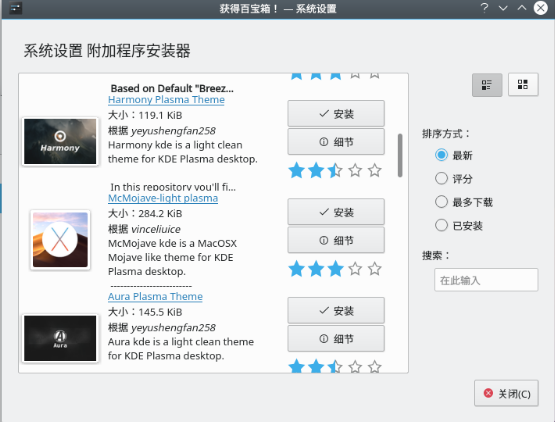 获得百宝箱！ — 系统设置
系统设置 附加程序安装器
Based on Default "Breez...
Harmony Plasma Theme
大小：119.1 KiB
根据 yeyushengfan258
Harmony kde is a light clean
theme for KDE Plasma desktop.
Harmony
安装
细节
In this repository you'll fi...
McMojave-light plasma
大小：284.2 KiB
根据 vinceliuice
McMojave kde is a MacOSX
Mojave like theme for KDE
Plasma desktop.
X
安装
细节
-------------------------
Aura Plasma Theme
大小：145.5 KiB
根据 yeyushengfan258
Aura kde is a light clean theme
for KDE Plasma desktop.
Aura
安装
细节
排序方式：
最新
评分
最多下载
已安装
搜索：
在此输入
关闭(C)